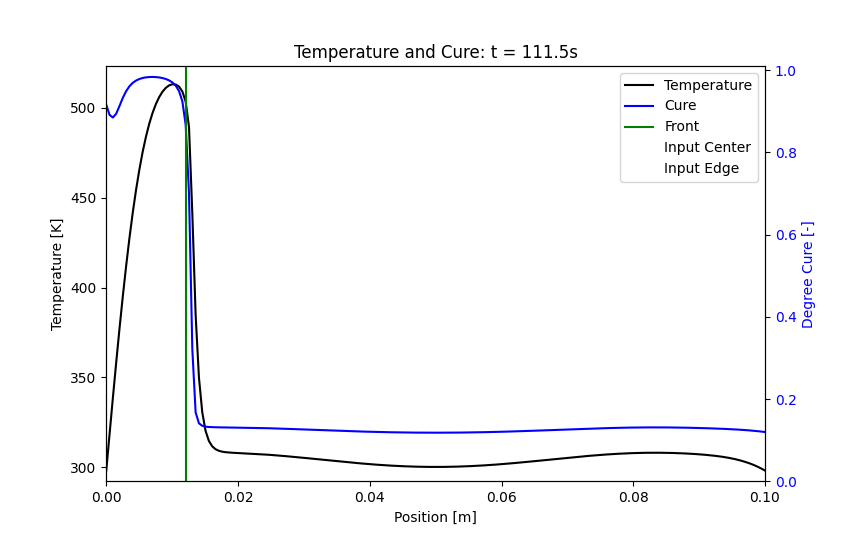 Temperature and Cure: t = 111.5s
Temperature
Cure
Front
Input Center
Input Edge
500
450
400
350
300
Temperature [K]
1.0
0.8
0.6
0.4
0.2
0.0
Degree Cure [-]
0.00 0.02 0.04 0.06 0.08 0.10
Position [m]